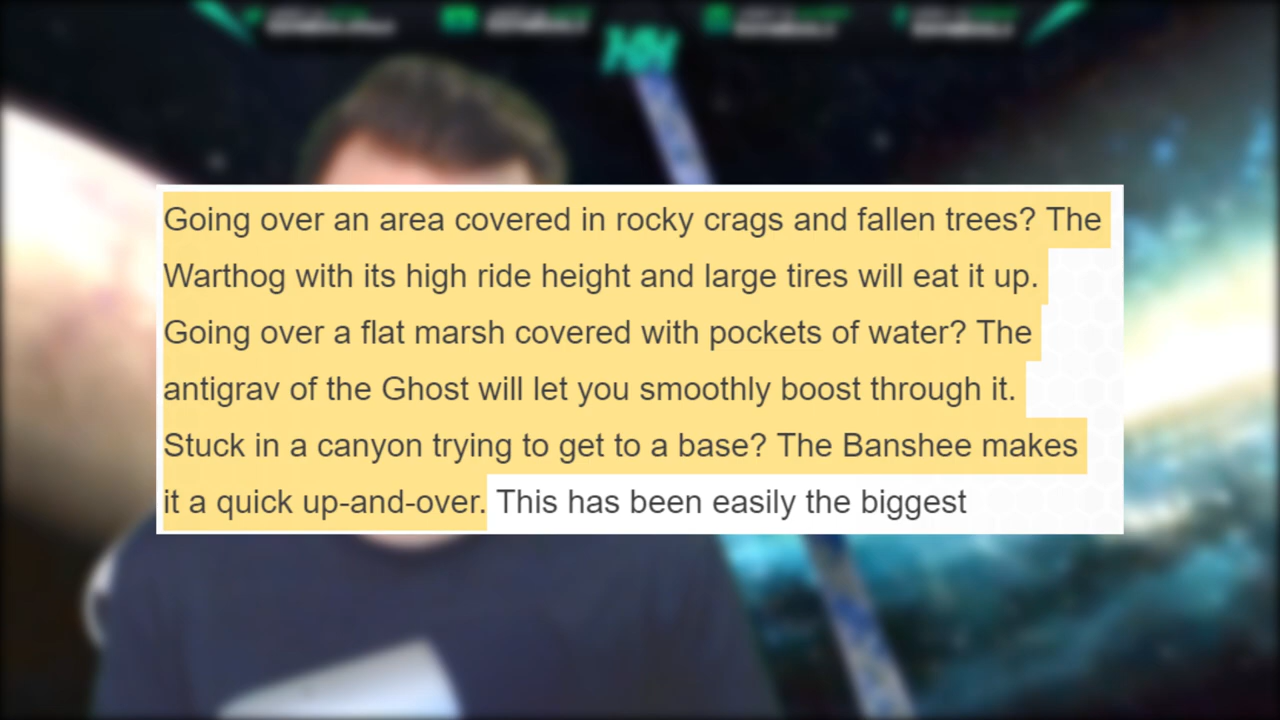 HH
Going over an area covered in rocky crags and fallen trees? The
Warthog with its high ride height and large tires will eat it up.
Going over a flat marsh covered with pockets of water? The
antigrav of the Ghost will let you smoothly boost through it.
Stuck in a canyon trying to get to a base? The Banshee makes
it a quick up-and-over. This has been easily the biggest